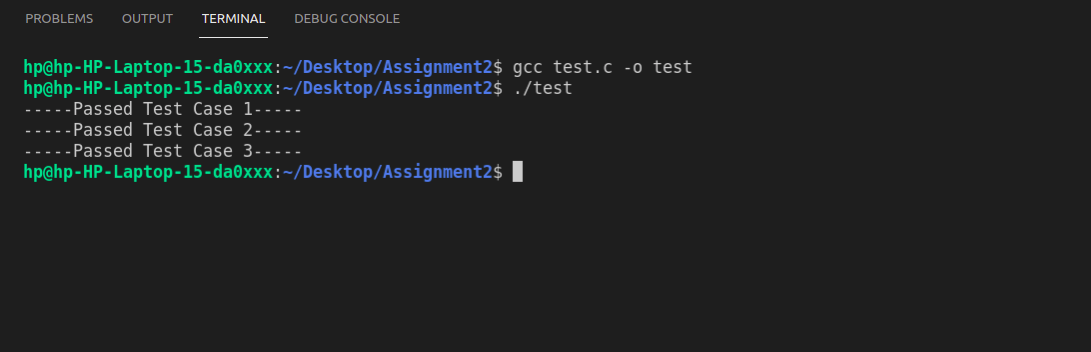 PROBLEMS OUTPUT TERMINAL DEBUG CONSOLE
hp@hp-HP-Laptop-15-da0xxx:~/Desktop/Assignment2$ gcc test.c -o test
hp@hp-HP-Laptop-15-da0xxx:~/Desktop/Assignment2$ ./test
-----Passed Test Case 1-----
-----Passed Test Case 2-----
-----Passed Test Case 3-----
hp@hp-HP-Laptop-15-da0xxx:~/Desktop/Assignment2$